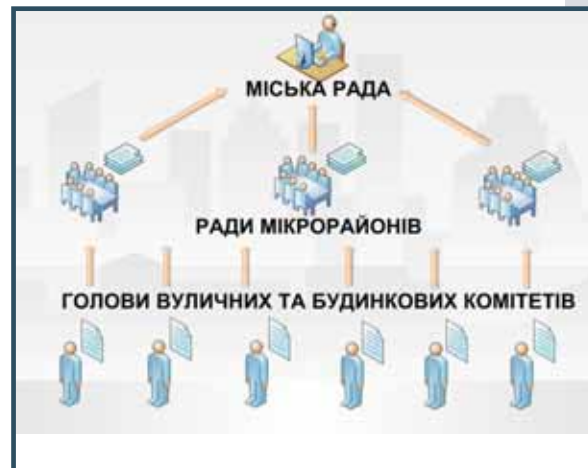 МІСЬКА РАДА
РАДИ МІКРОРАЙОНІВ
ГОЛОВИ ВУЛИЧНИХ ТА БУДИНКОВИХ КОМІТЕТІВ